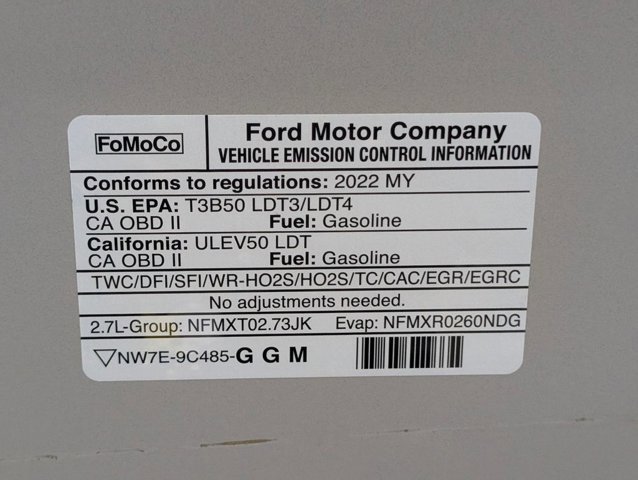 FoMoCo
Ford Motor Company
VEHICLE EMISSION CONTROL INFORMATION
Conforms to regulations: 2022 MY
U.S. EPA: T3B50 LDT3/LDT4
CA OBD II Fuel: Gasoline
California: ULEV50 LDT
CA OBD II Fuel: Gasoline
TWC/DFI/SFI/WR-HO2S/HO2S/TC/CAC/EGR/EGRC
No adjustments needed.
2.7L-Group: NFMXT02.73JK Evap: NFMXR0260NDG
▽NW7E-9C485-G G M